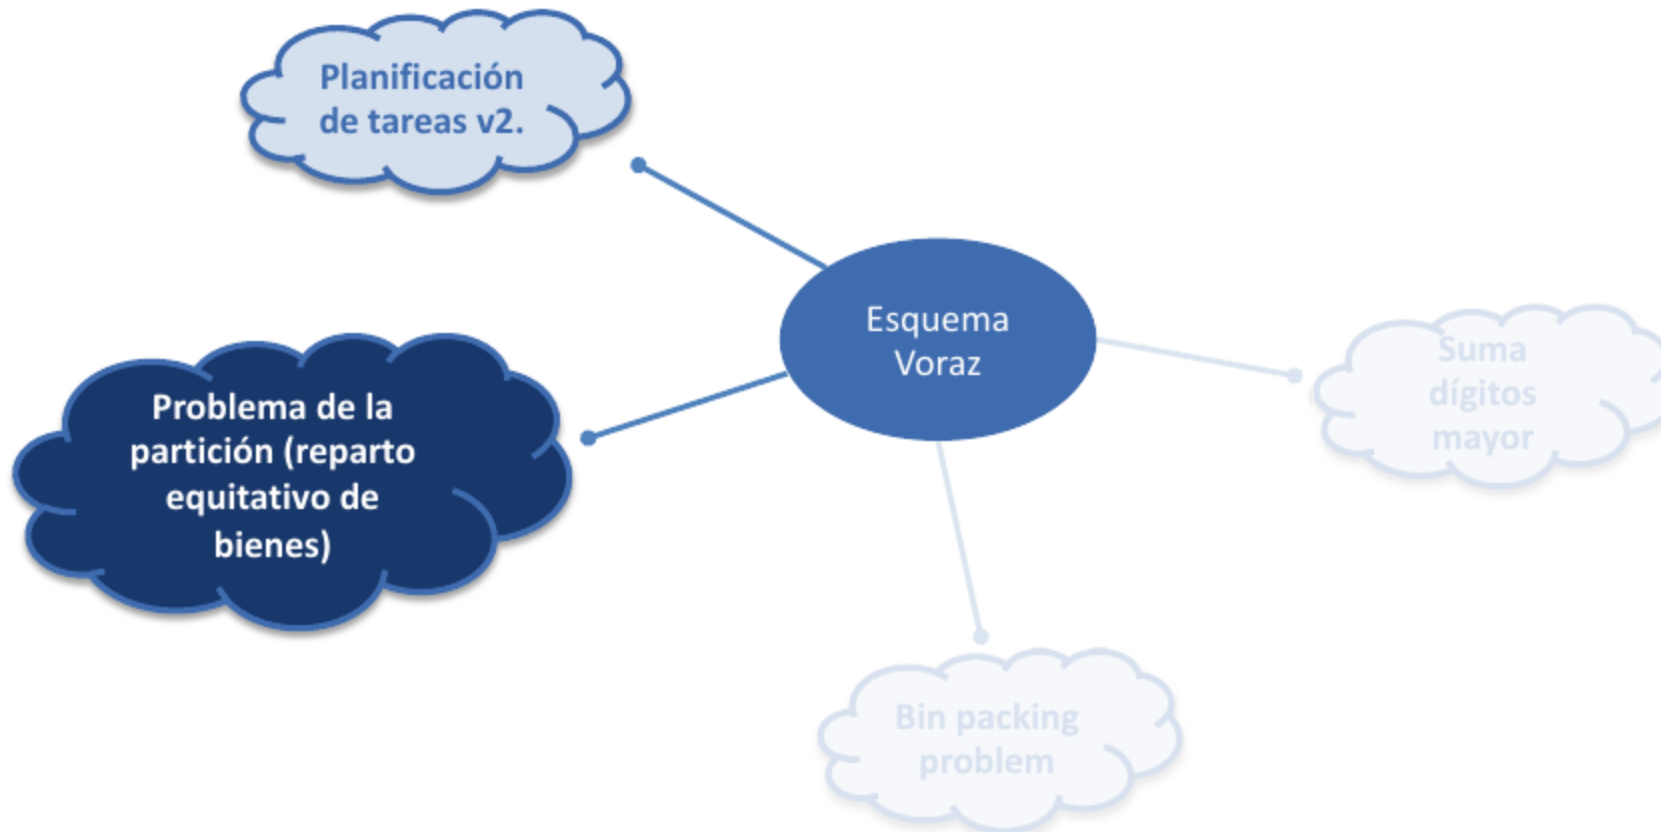 Planificación
de tareas v2.
Esquema
Voraz
Suma
dígitos
mayor
Problema de la
partición (reparto
equitativo de
bienes)
Bin packing
problem